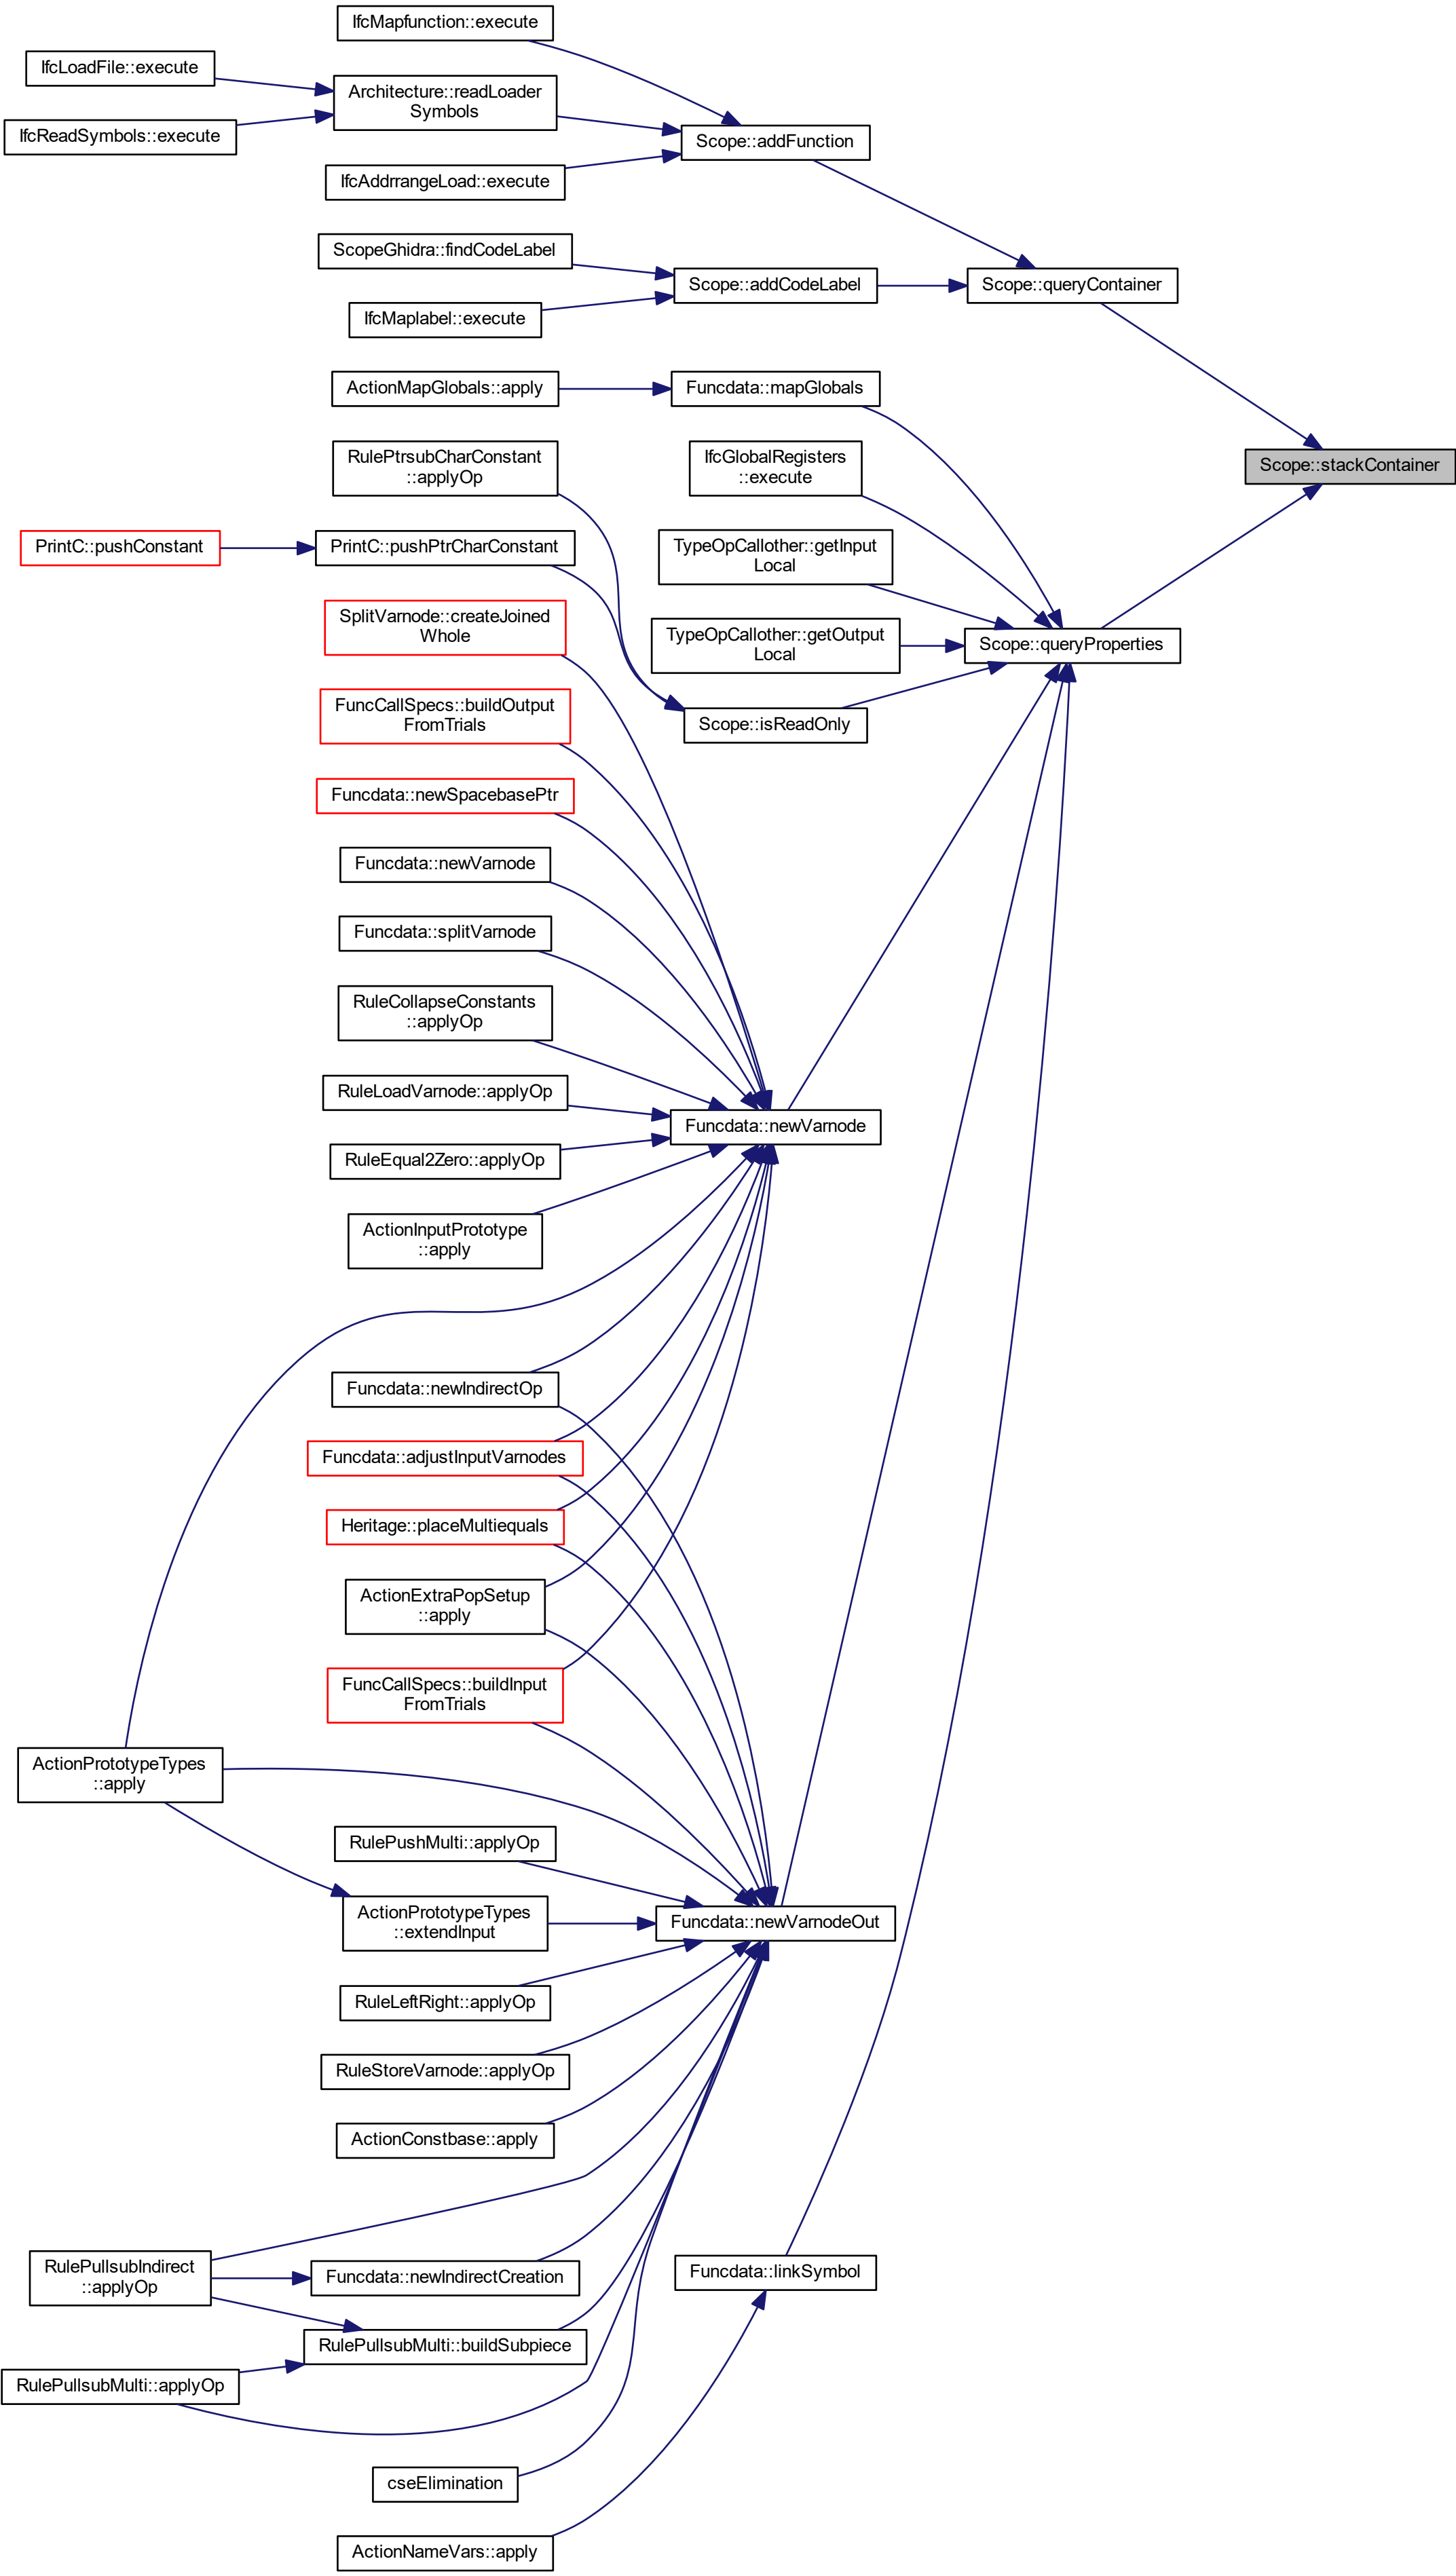 IfcMapfunction::execute
IfcLoadFile::execute
Architecture::readLoader
Symbols
IfcReadSymbols::execute
Scope::addFunction
IfcAddrrangeLoad::execute
ScopeGhidra::findCodeLabel
Scope::addCodeLabel
Scope::queryContainer
IfcMaplabel::execute
ActionMapGlobals::apply
Funcdata::mapGlobals
RulePtrsubCharConstant
::applyOp
IfcGlobalRegisters
::execute
Scope::stackContainer
PrintC::pushConstant
PrintC::pushPtrCharConstant
TypeOpCallother::getInput
Local
SplitVarnode::createJoined
Whole
TypeOpCallother::getOutput
Local
Scope::queryProperties
FuncCallSpecs::buildOutput
FromTrials
Scope::isReadOnly
Funcdata::newSpacebasePtr
Funcdata::newVarnode
Funcdata::splitVarnode
RuleCollapseConstants
::applyOp
RuleLoadVarnode::applyOp
Funcdata::newVarnode
RuleEqual2Zero::applyOp
ActionInputPrototype
::apply
Funcdata::newIndirectOp
Funcdata::adjustInputVarnodes
Heritage::placeMultiequals
ActionExtraPopSetup
::apply
FuncCallSpecs::buildInput
FromTrials
ActionPrototypeTypes
::apply
RulePushMulti::applyOp
ActionPrototypeTypes
::extendInput
Funcdata::newVarnodeOut
RuleLeftRight::applyOp
RuleStoreVarnode::applyOp
ActionConstbase::apply
RulePullsubIndirect
::applyOp
Funcdata::newIndirectCreation
Funcdata::linkSymbol
RulePullsubMulti::buildSubpiece
RulePullsubMulti::applyOp
cseElimination
ActionNameVars::apply